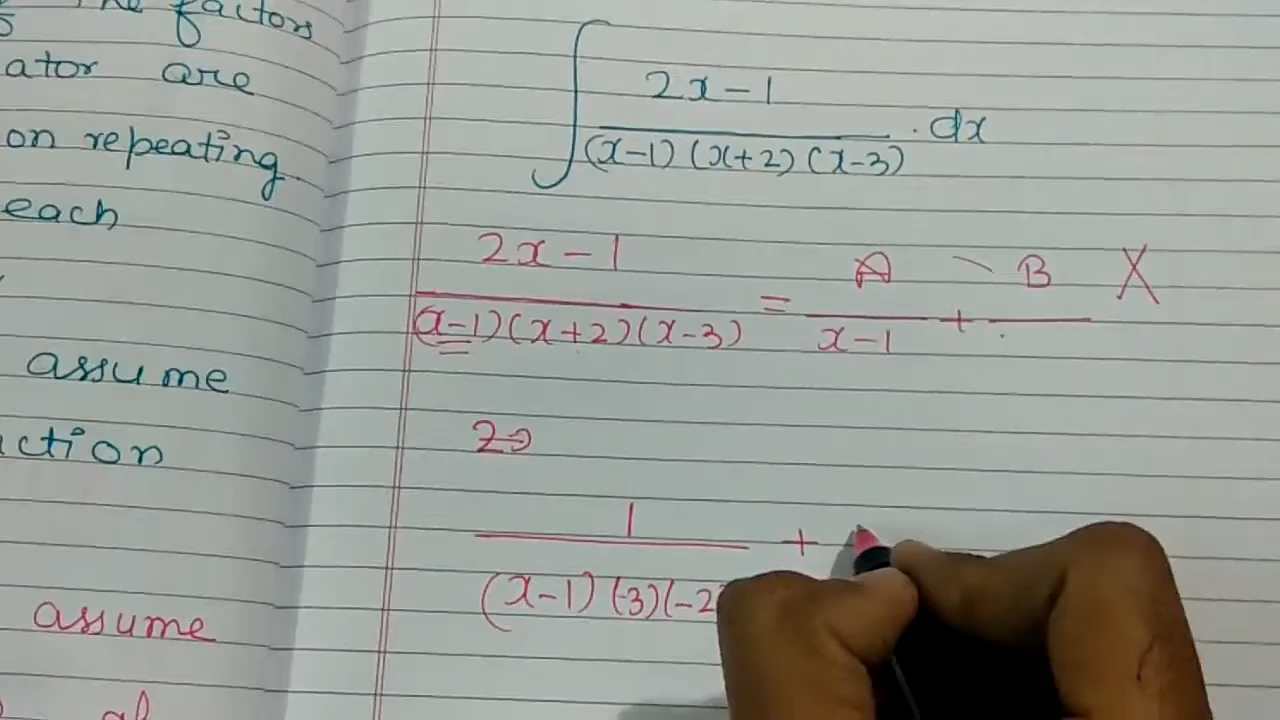 The factors
ator are
on repeating
each
assume
ction
assume
∫ 2x-1
(x-1)(x+2)(x-3) .dx
2x-1
(x-1)(x+2)(x-3) = A
x-1 + B X
1
(x-1)(3)(-2 +